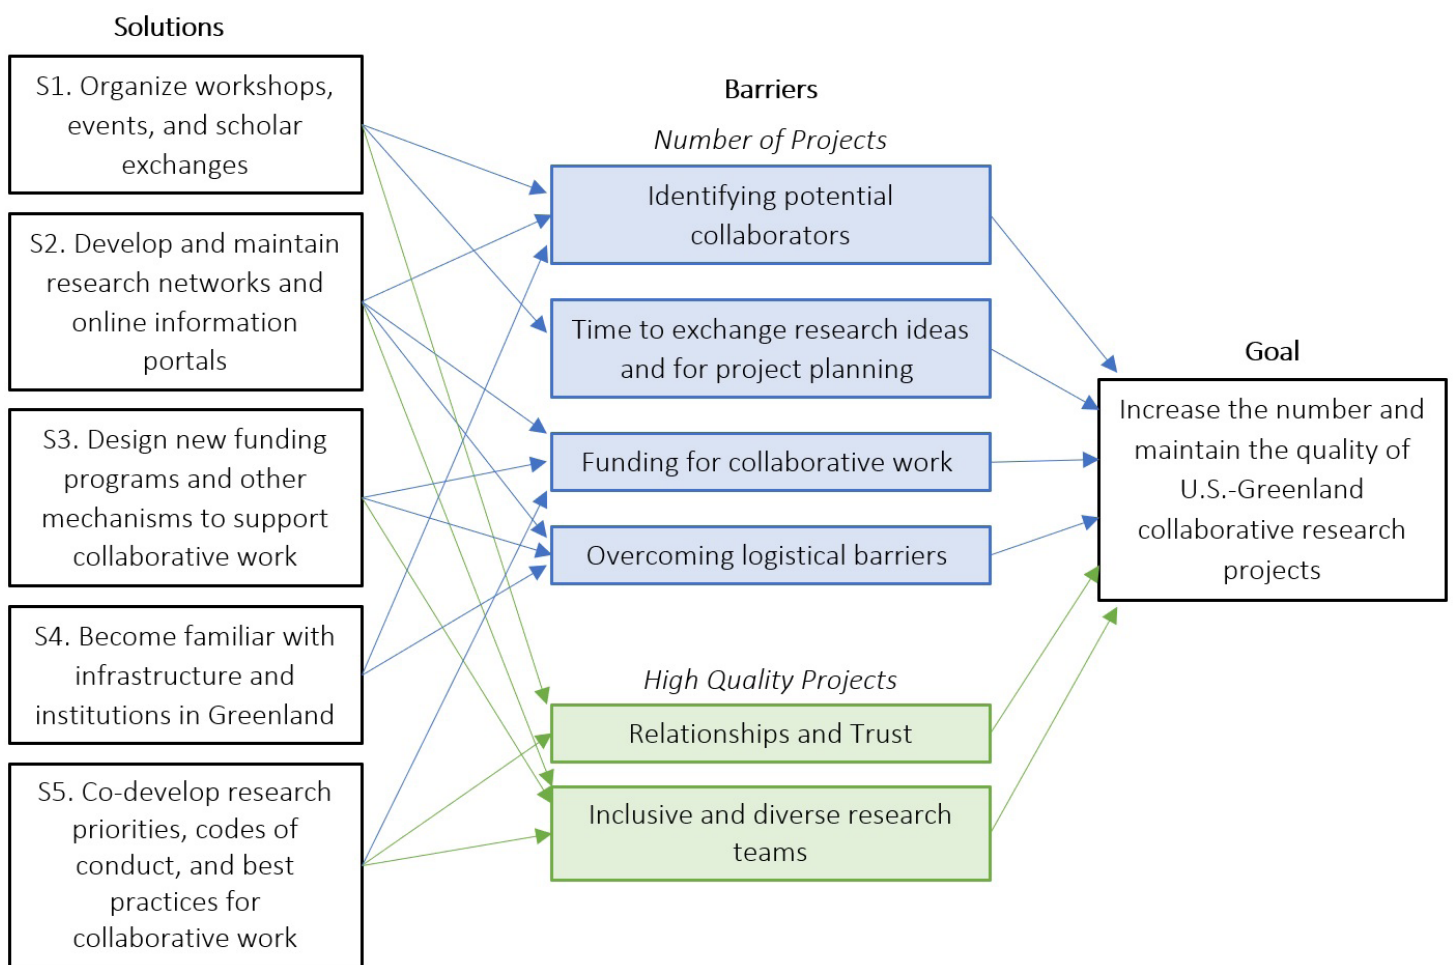 Solutions
S1. Organize workshops,
events, and scholar
exchanges
S2. Develop and maintain
research networks and
online information
portals
S3. Design new funding
programs and other
mechanisms to support
collaborative work
S4. Become familiar with
infrastructure and
institutions in Greenland
S5. Co-develop research
priorities, codes of
conduct, and best
practices for
collaborative work
Barriers
Number of Projects
Identifying potential
collaborators
Time to exchange research ideas
and for project planning
Funding for collaborative work
Overcoming logistical barriers
High Quality Projects
Relationships and Trust
Inclusive and diverse research
teams
Goal
Increase the number and
maintain the quality of
U.S.-Greenland
collaborative research
projects